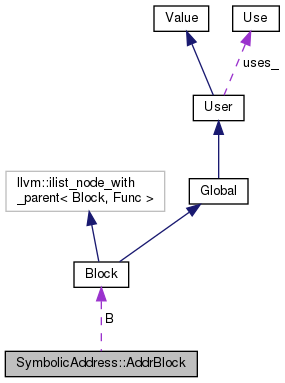 Value
Use
uses_
User
llvm::ilist_node_with
_parent< Block, Func >
Global
Block
B
SymbolicAddress::AddrBlock